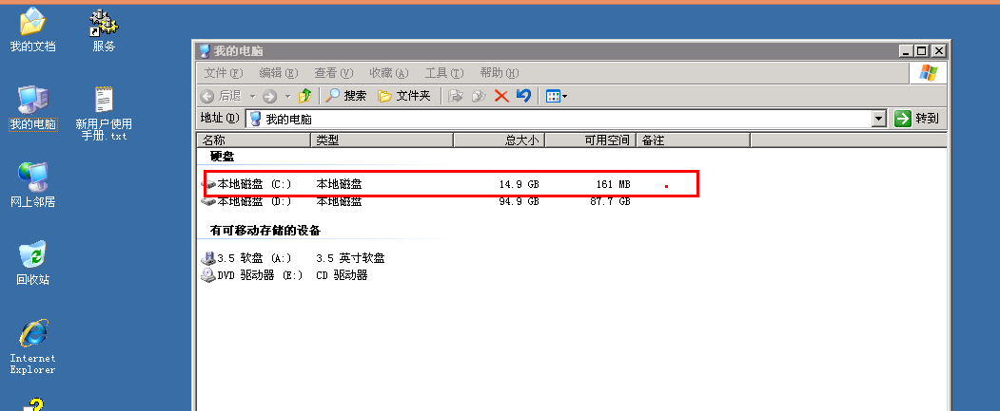 我的文档
服务
我的电脑
新用户使用
手册.txt
网上邻居
回收站
Internet
Explorer
我的电脑
文件(F) 编辑(E) 查看(V) 收藏(A) 工具(T) 帮助(H)
后退 搜索 文件夹
地址(D) 我的电脑 转到
名称 类型 总大小 可用空间 备注
硬盘
本地磁盘 (C:) 本地磁盘 14.9 GB 161 MB
本地磁盘 (D:) 本地磁盘 94.9 GB 87.7 GB
有可移动存储的设备
3.5 软盘 (A:) 3.5 英寸软盘
DVD 驱动器 (E:) CD 驱动器